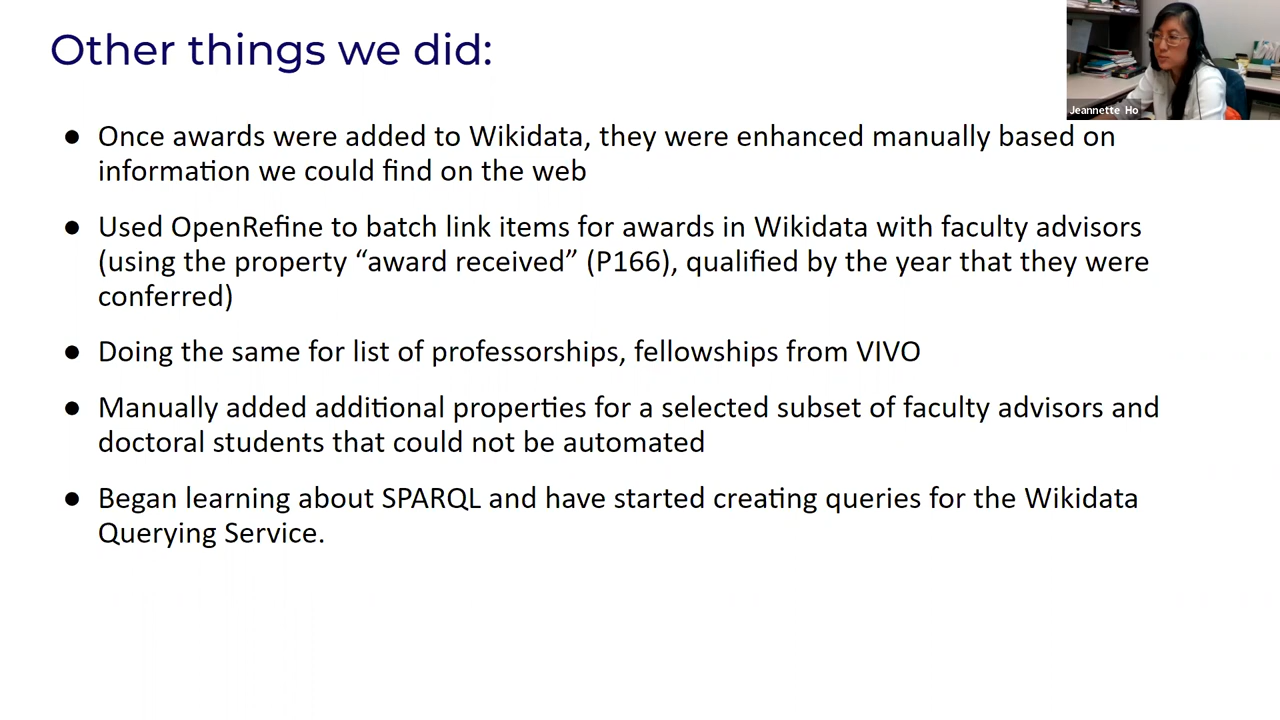 Other things we did:
Jeannette Ho
● Once awards were added to Wikidata, they were enhanced manually based on
information we could find on the web
● Used OpenRefine to batch link items for awards in Wikidata with faculty advisors
(using the property “award received” (P166), qualified by the year that they were
conferred)
● Doing the same for list of professorships, fellowships from VIVO
● Manually added additional properties for a selected subset of faculty advisors and
doctoral students that could not be automated
● Began learning about SPARQL and have started creating queries for the Wikidata
Querying Service.